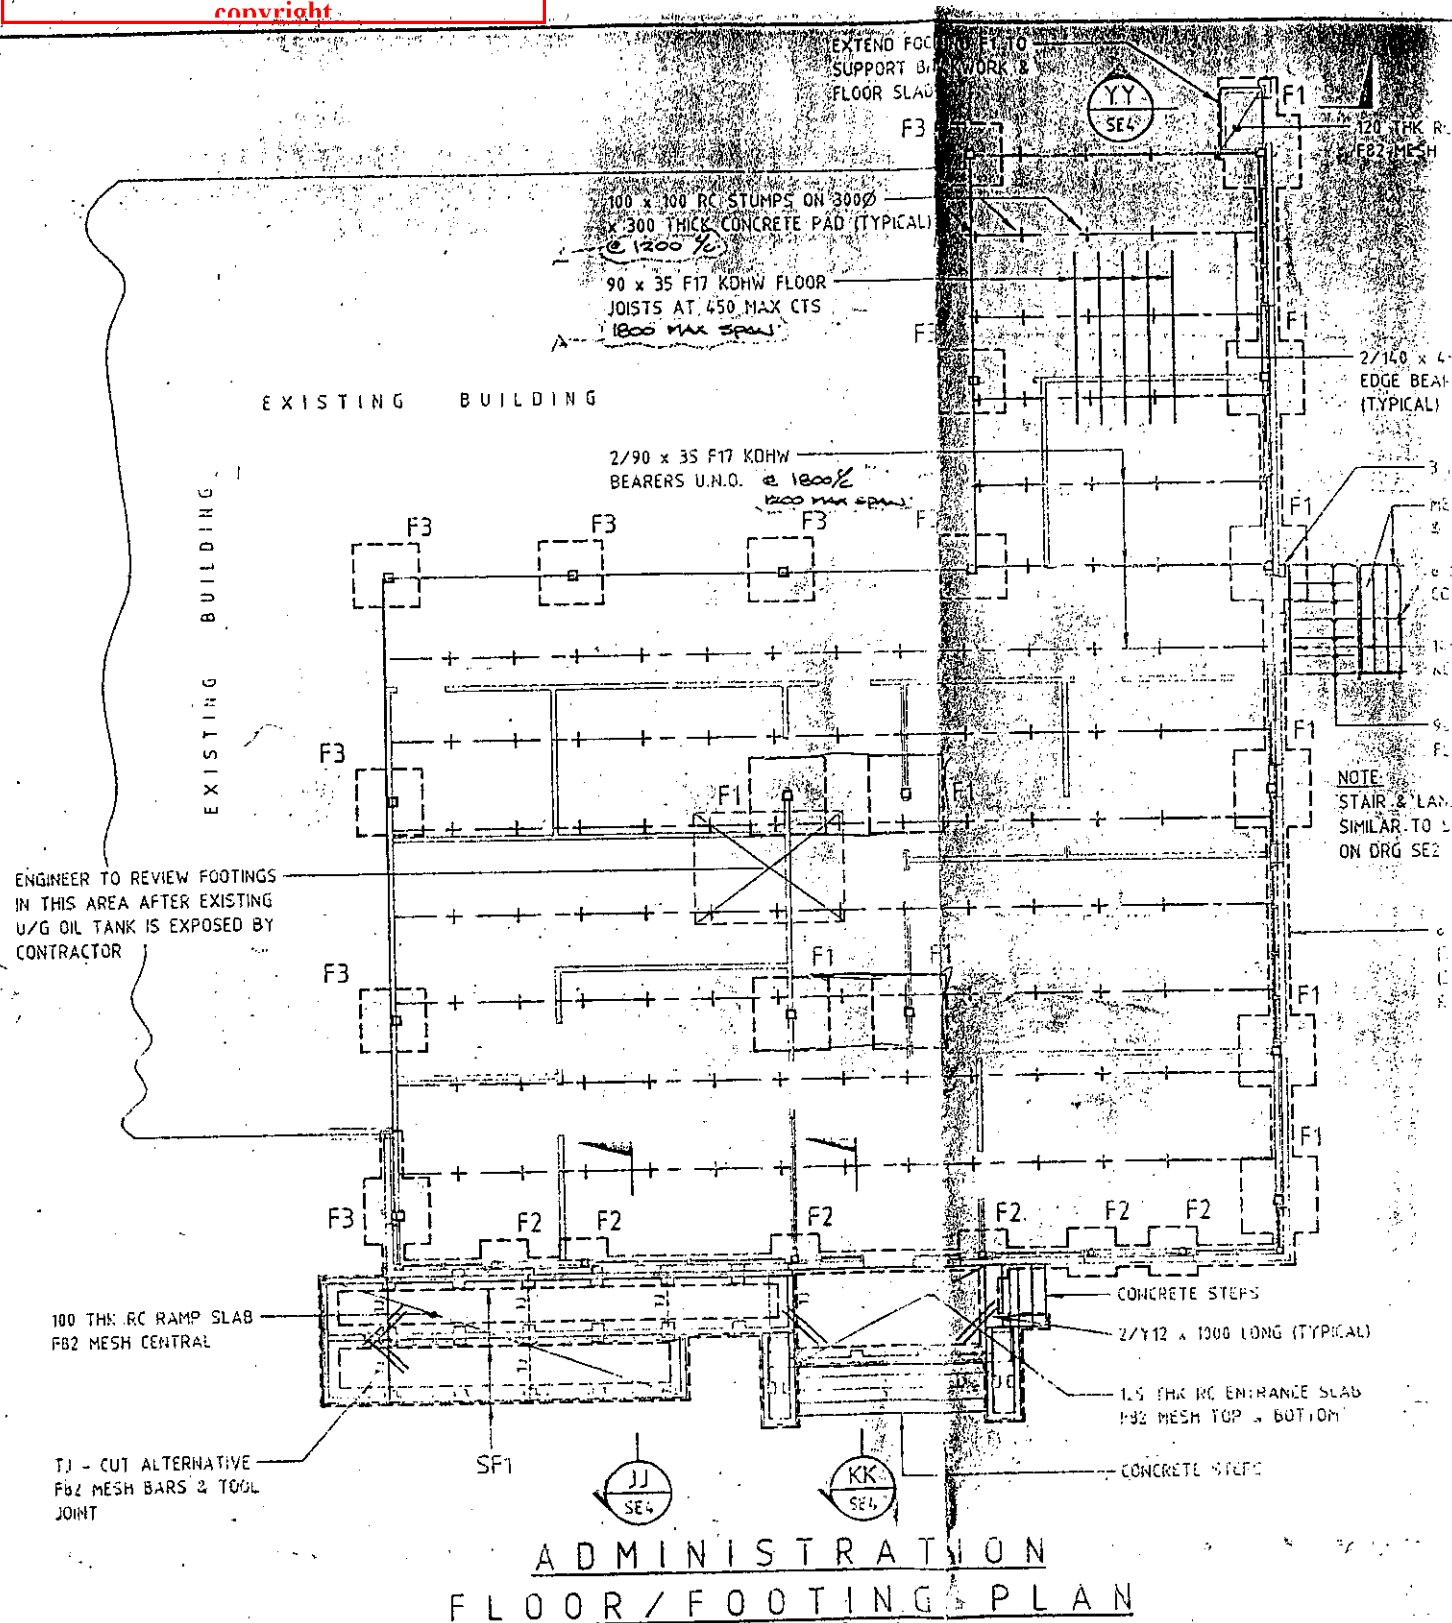 copyright
EXTEND TO
SUPPORT &
FLOOR
YY
SE4
F1
F3
120 THK
F82 MESH
100 x 100 RC STUMPS ON 300Ø
x 300 THICK CONCRETE PAD (TYPICAL)
@ 1200 c/c
90 x 35 F17 KDHW FLOOR
JOISTS AT 450 MAX CTS
1800 MAX SPAN
F3
F1
2/140 x
EDGE
(TYPICAL)
EXISTING BUILDING
2/90 x 35 F17 KDHW
BEARERS U.N.O. @ 1800 c/c
1200 MAX SPAN
3
EXISTING BUILDING
F3
F3
F3
F1
F1
F3
F1
F1
NOTE:
STAIR &
SIMILAR TO
ON DRG SE2
ENGINEER TO REVIEW FOOTINGS
IN THIS AREA AFTER EXISTING
U/G OIL TANK IS EXPOSED BY
CONTRACTOR
F1
F3
F1
F1
F3
F2
F2
F2
F2
F2
F2
100 THK RC RAMP SLAB
F82 MESH CENTRAL
CONCRETE STEPS
2/Y12 x 1000 LONG (TYPICAL)
THK RC ENTRANCE SLAB
F82 MESH TOP & BOTTOM
TJ - CUT ALTERNATIVE
F82 MESH BARS & TOOL
JOINT
SF1
JJ
SE4
KK
SE4
CONCRETE STEPS
ADMINISTRATION
FLOOR/FOOTING PLAN